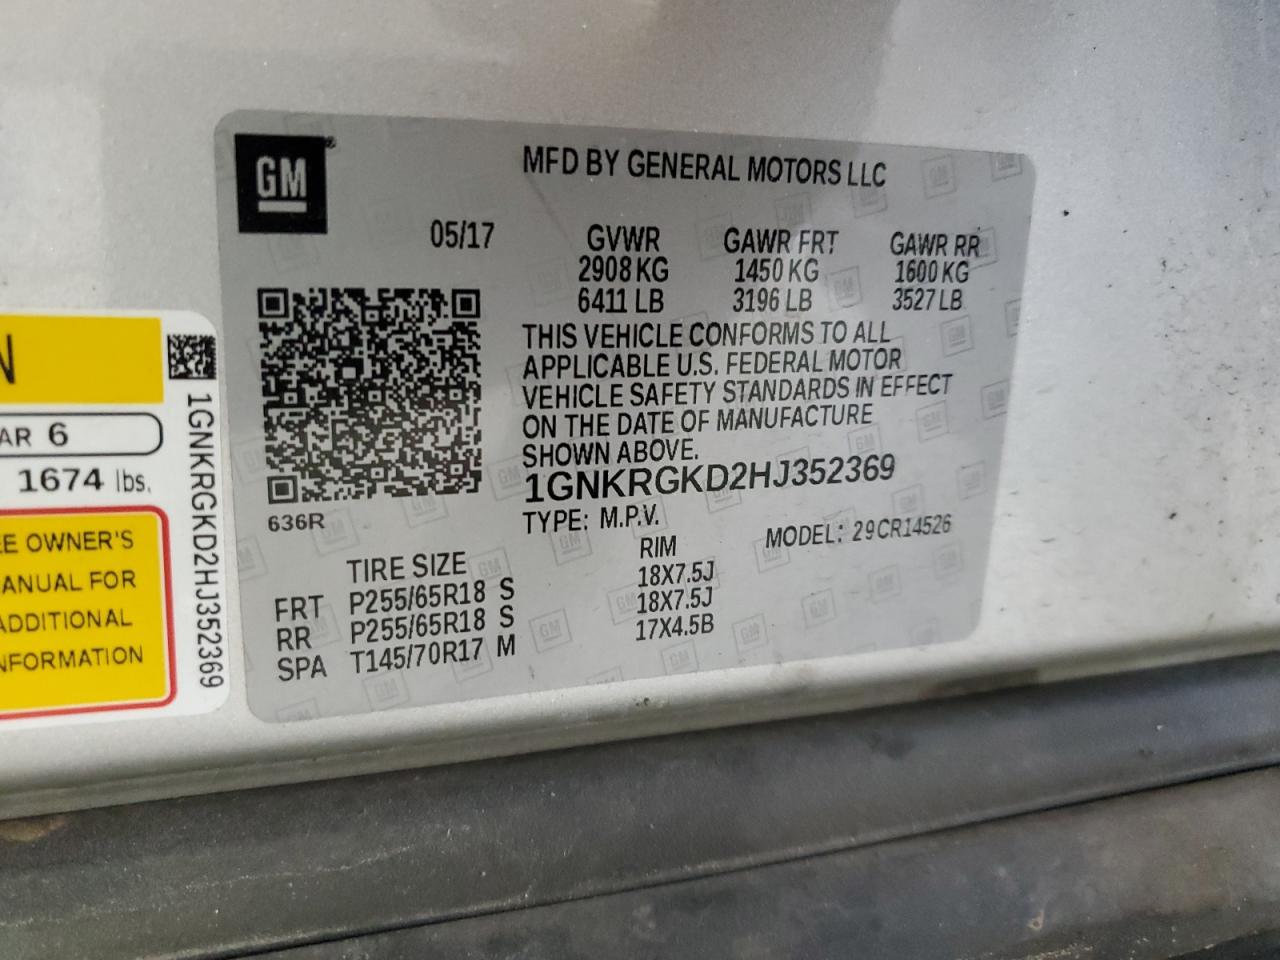 GM
MFD BY GENERAL MOTORS LLC
05/17 GVWR GAWR FRT GAWR RR
2908 KG 1450 KG 1600 KG
6411 LB 3196 LB 3527 LB
THIS VEHICLE CONFORMS TO ALL
APPLICABLE U.S. FEDERAL MOTOR
VEHICLE SAFETY STANDARDS IN EFFECT
ON THE DATE OF MANUFACTURE
SHOWN ABOVE.
1GNKRGKD2HJ352369
TYPE: M.P.V. MODEL: 29CR14526
636R
TIRE SIZE RIM
FRT P255/65R18 S 18X7.5J
RR P255/65R18 S 18X7.5J
SPA T145/70R17 M 17X4.5B
N
AR 6
1674 lbs.
EE OWNER'S
MANUAL FOR
ADDITIONAL
NFORMATION
1GNKRGKD2HJ352369